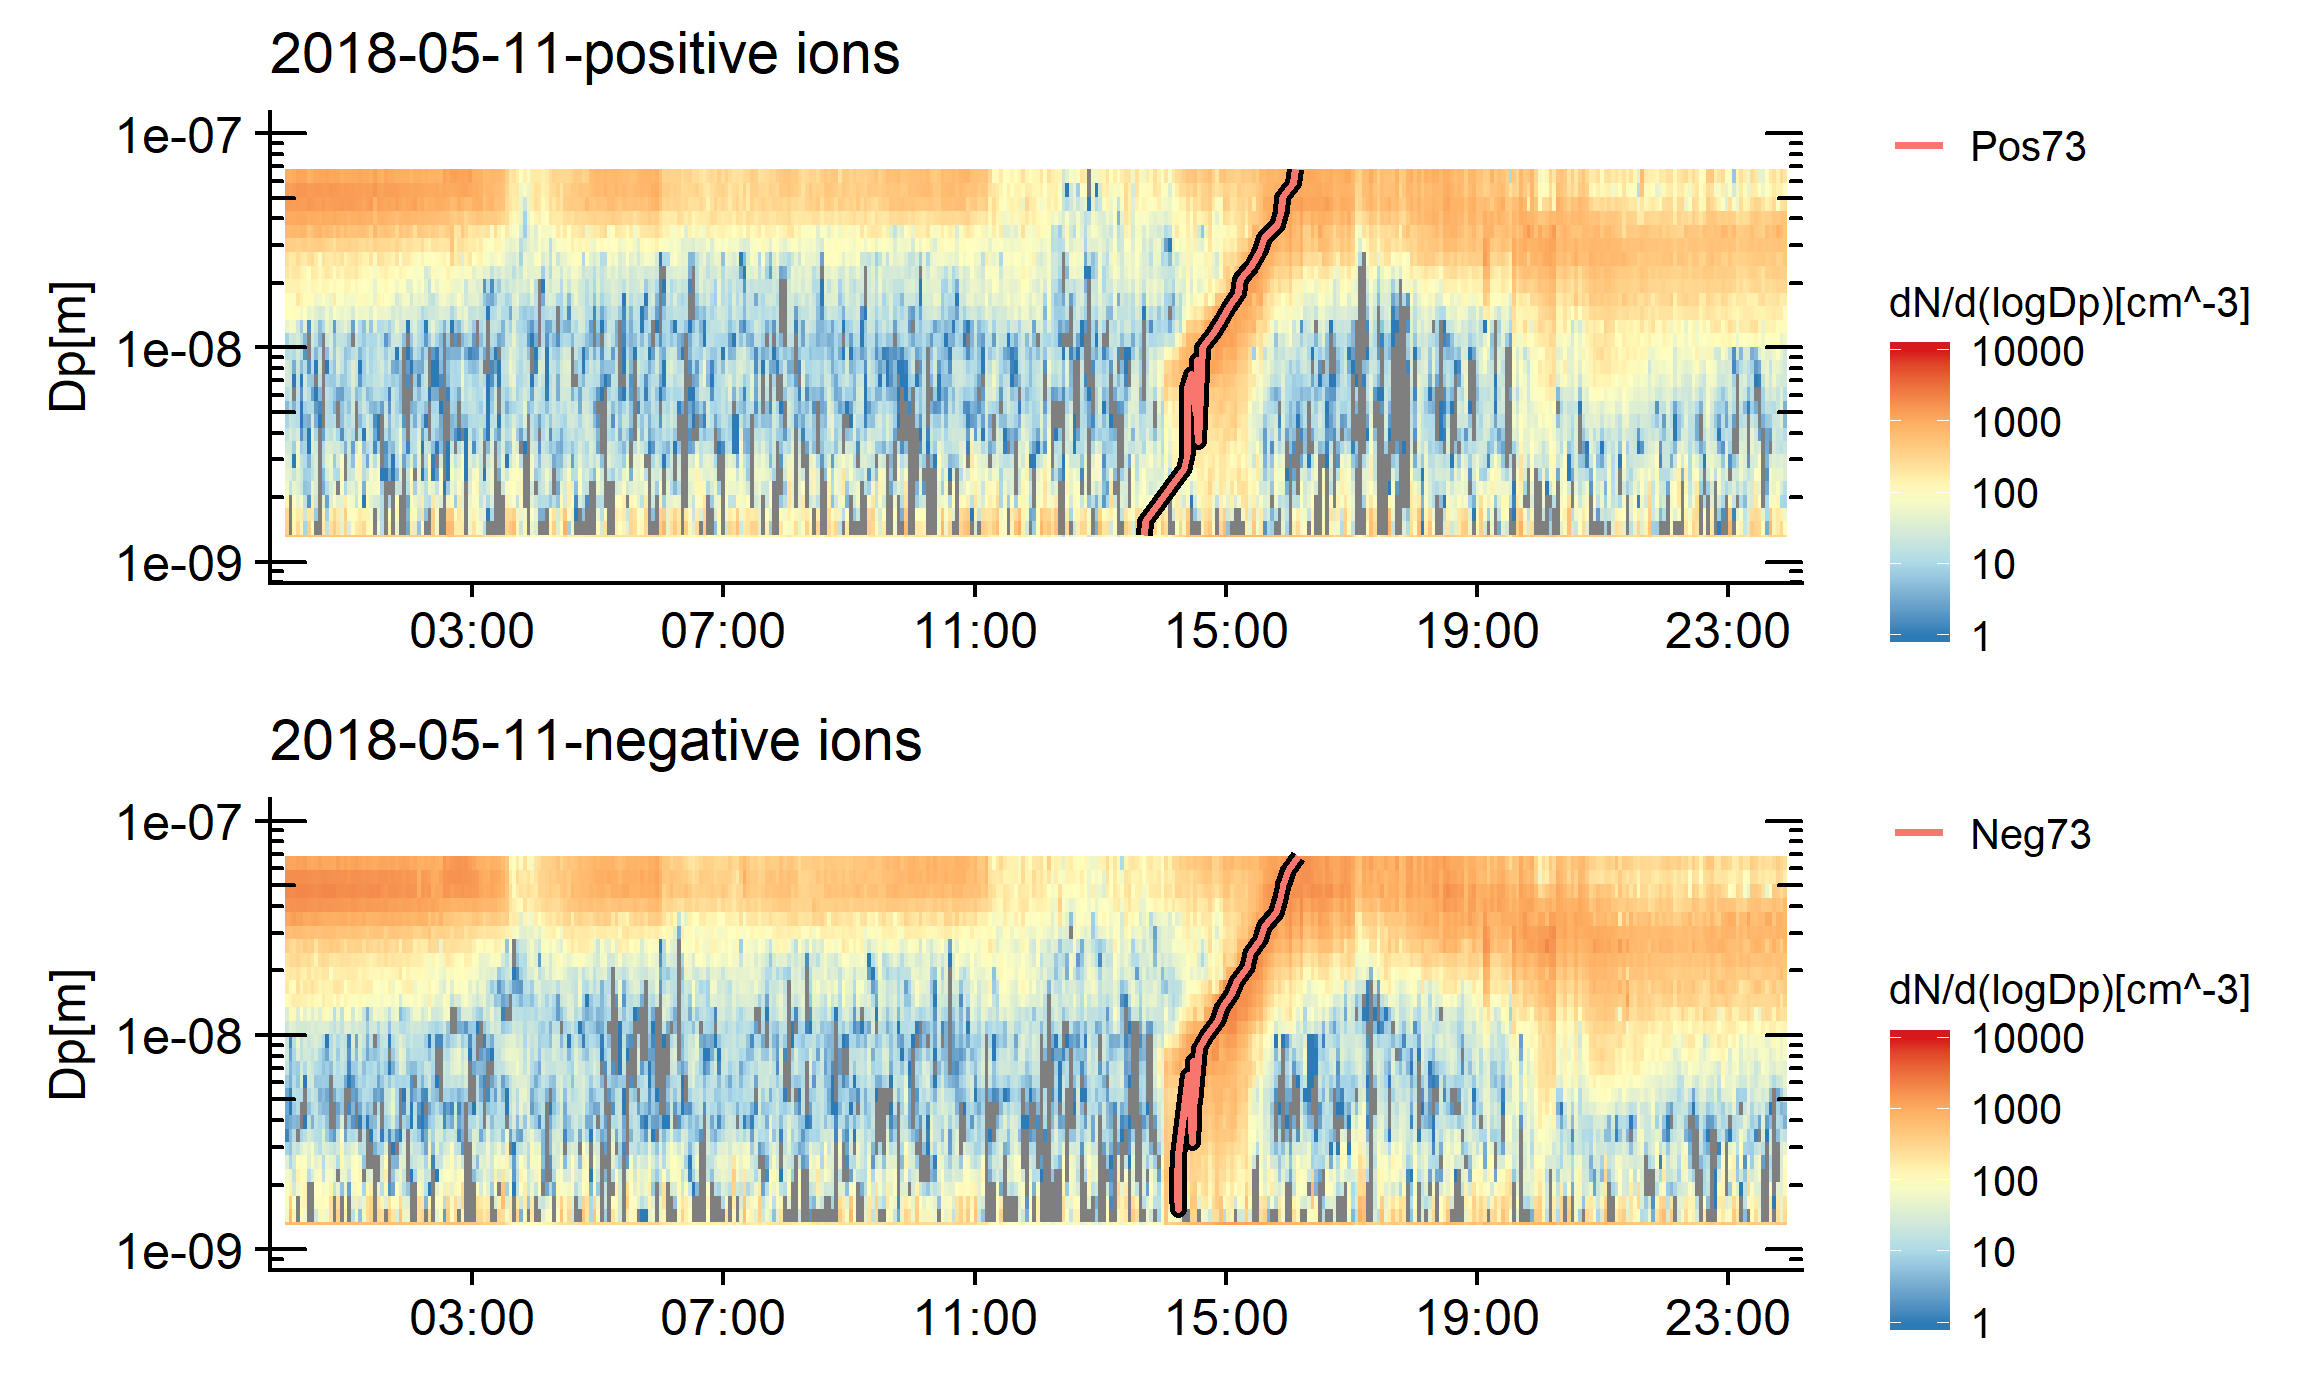 2018-05-11-positive ions
1e-07
1e-08
1e-09
Dp[m]
03:00 07:00 11:00 15:00 19:00 23:00
Pos73
dN/d(logDp)[cm^-3]
10000
1000
100
10
1
2018-05-11-negative ions
1e-07
1e-08
1e-09
Dp[m]
03:00 07:00 11:00 15:00 19:00 23:00
Neg73
dN/d(logDp)[cm^-3]
10000
1000
100
10
1